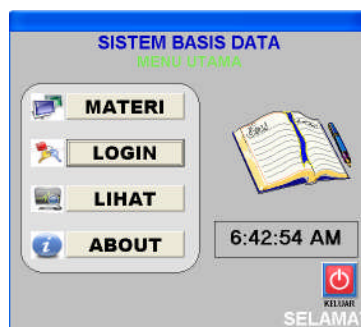 SISTEM BASIS DATA
MENU UTAMA
MATERI
LOGIN
LIHAT
ABOUT
6:42:54 AM
KELUAR
SELAMA